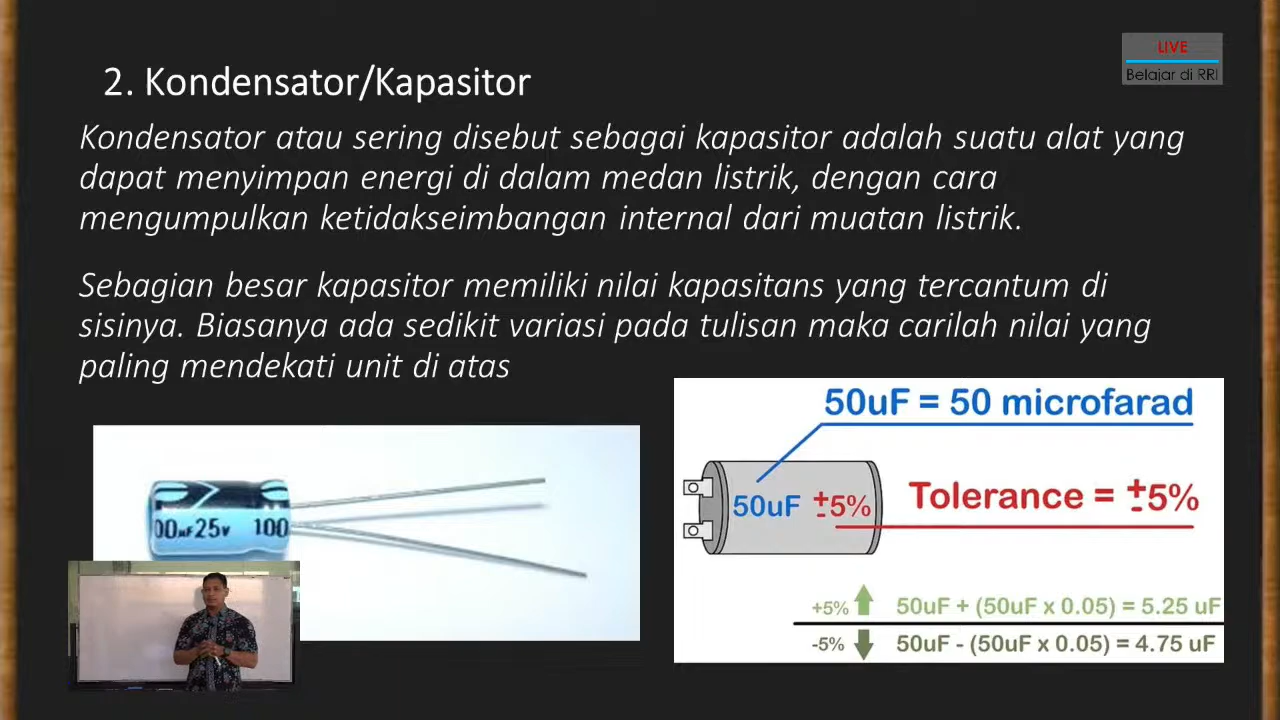 LIVE
Belajar di RRI
2. Kondensator/Kapasitor
Kondensator atau sering disebut sebagai kapasitor adalah suatu alat yang
dapat menyimpan energi di dalam medan listrik, dengan cara
mengumpulkan ketidakseimbangan internal dari muatan listrik.
Sebagian besar kapasitor memiliki nilai kapasitans yang tercantum di
sisinya. Biasanya ada sedikit variasi pada tulisan maka carilah nilai yang
paling mendekati unit di atas
00µF25V 100
50uF = 50 microfarad
50uF ±5%
Tolerance = ±5%
+5% 50uF + (50uF x 0.05) = 5.25 uF
-5% 50uF - (50uF x 0.05) = 4.75 uF